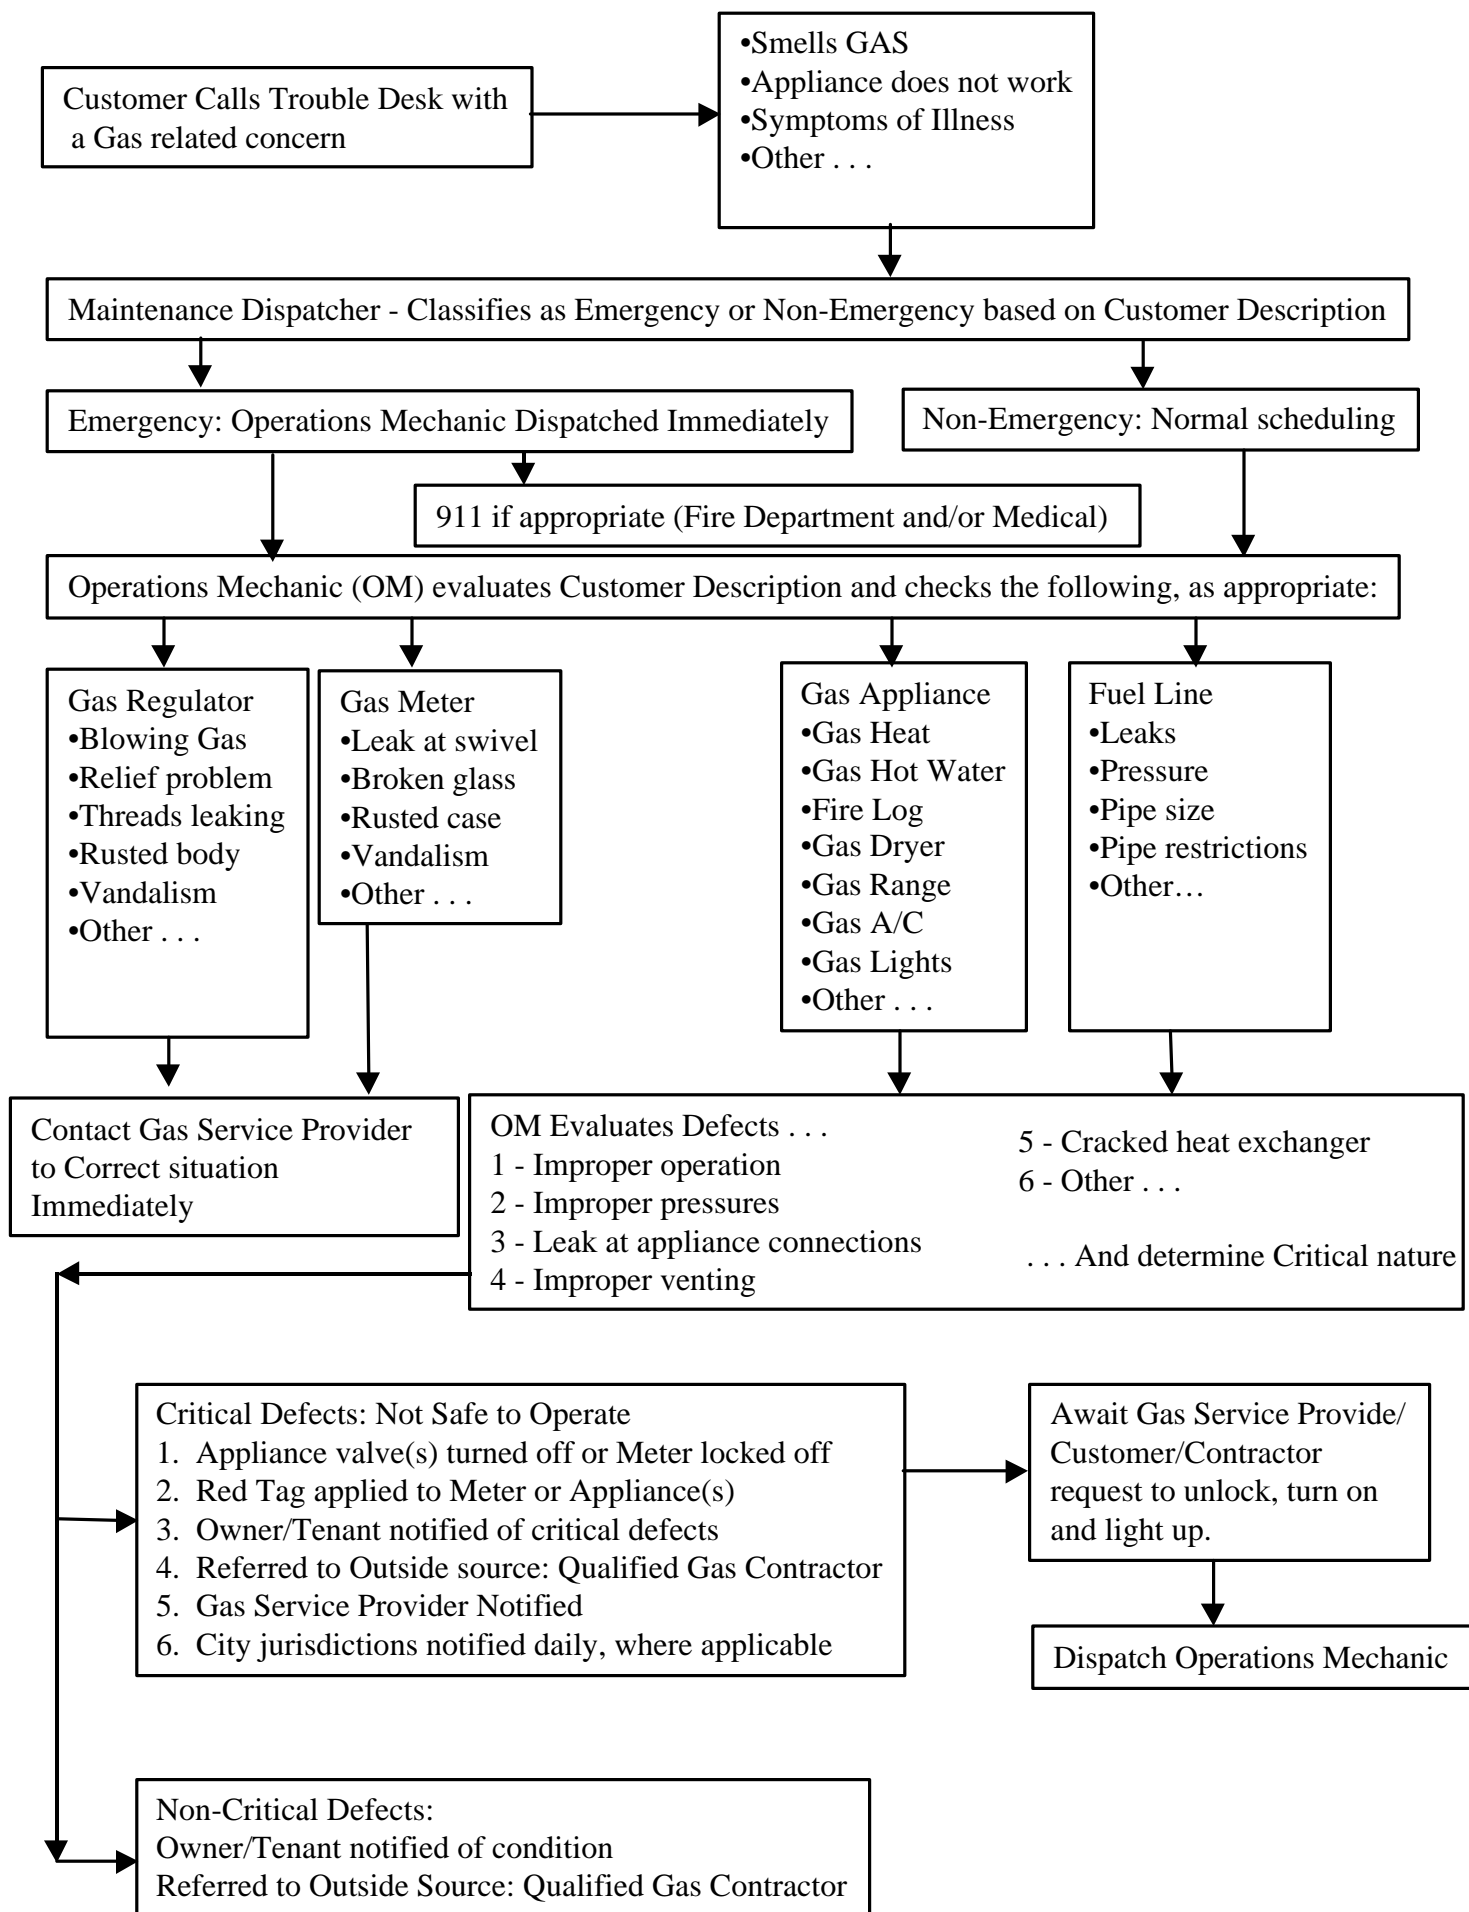 Customer Calls Trouble Desk with
a Gas related concern
•Smells GAS
•Appliance does not work
•Symptoms of Illness
•Other . . .
Maintenance Dispatcher - Classifies as Emergency or Non-Emergency based on Customer Description
Emergency: Operations Mechanic Dispatched Immediately
Non-Emergency: Normal scheduling
911 if appropriate (Fire Department and/or Medical)
Operations Mechanic (OM) evaluates Customer Description and checks the following, as appropriate:
Gas Regulator
•Blowing Gas
•Relief problem
•Threads leaking
•Rusted body
•Vandalism
•Other . . .
Gas Meter
•Leak at swivel
•Broken glass
•Rusted case
•Vandalism
•Other . . .
Gas Appliance
•Gas Heat
•Gas Hot Water
•Fire Log
•Gas Dryer
•Gas Range
•Gas A/C
•Gas Lights
•Other . . .
Fuel Line
•Leaks
•Pressure
•Pipe size
•Pipe restrictions
•Other…
Contact Gas Service Provider
to Correct situation
Immediately
OM Evaluates Defects . . .
1 - Improper operation
2 - Improper pressures
3 - Leak at appliance connections
4 - Improper venting
5 - Cracked heat exchanger
6 - Other . . .
. . . And determine Critical nature
Critical Defects: Not Safe to Operate
1. Appliance valve(s) turned off or Meter locked off
2. Red Tag applied to Meter or Appliance(s)
3. Owner/Tenant notified of critical defects
4. Referred to Outside source: Qualified Gas Contractor
5. Gas Service Provider Notified
6. City jurisdictions notified daily, where applicable
Await Gas Service Provide/
Customer/Contractor
request to unlock, turn on
and light up.
Dispatch Operations Mechanic
Non-Critical Defects:
Owner/Tenant notified of condition
Referred to Outside Source: Qualified Gas Contractor